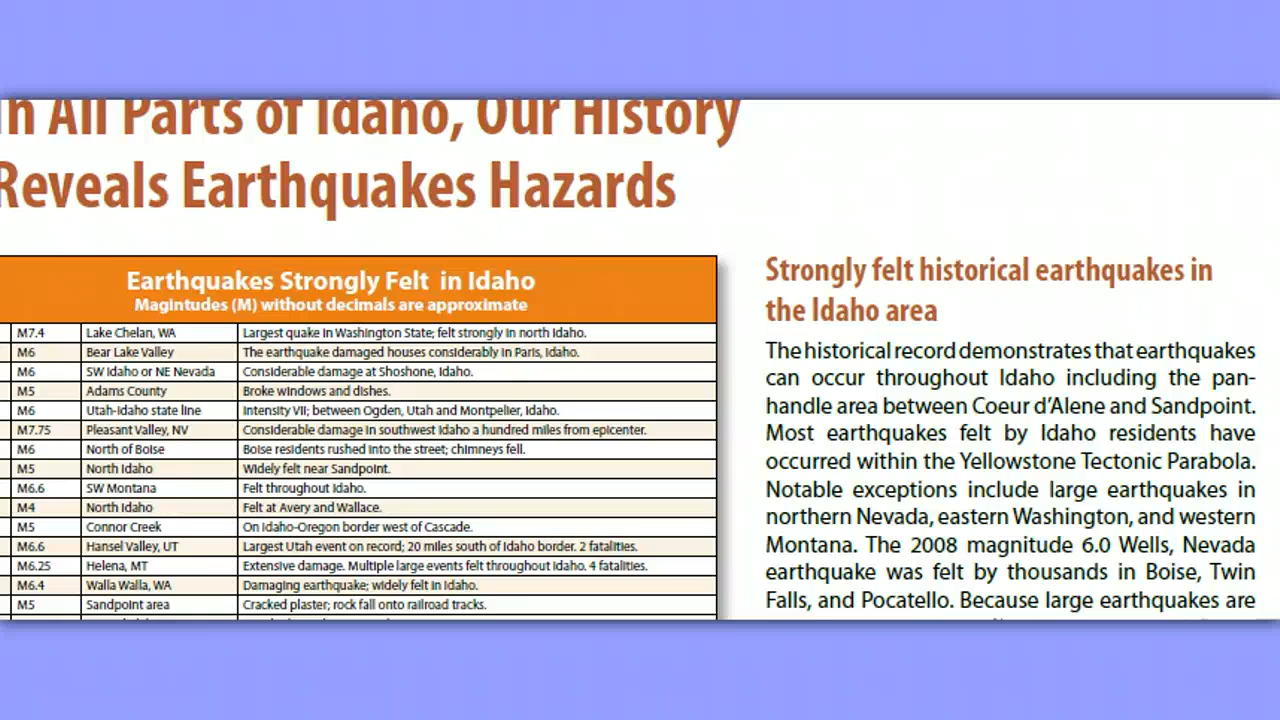 In All Parts of Idaho, Our History
Reveals Earthquakes Hazards
Earthquakes Strongly Felt in Idaho
Magintudes (M) without decimals are approximate
M7.4 Lake Chelan, WA Largest quake in Washington State; felt strongly in north Idaho.
M6 Bear Lake Valley The earthquake damaged houses considerably in Paris, Idaho.
M6 SW Idaho or NE Nevada Considerable damage at Shoshone, Idaho.
M5 Adams County Broke windows and dishes.
M6 Utah-Idaho state line Intensity VII; between Ogden, Utah and Montpelier, Idaho.
M7.75 Pleasant Valley, NV Considerable damage in southwest Idaho a hundred miles from epicenter.
M6 North of Boise Boise residents rushed into the street; chimneys fell.
M5 North Idaho Widely felt near Sandpoint.
M6.6 SW Montana Felt throughout Idaho.
M4 North Idaho Felt at Avery and Wallace.
M5 Connor Creek On Idaho-Oregon border west of Cascade.
M6.6 Hansel Valley, UT Largest Utah event on record; 20 miles south of Idaho border. 2 fatalities.
M6.25 Helena, MT Extensive damage. Multiple large events felt throughout Idaho. 4 fatalities.
M6.4 Walla Walla, WA Damaging earthquake; widely felt in Idaho.
M5 Sandpoint area Cracked plaster; rock fall onto railroad tracks.
Strongly felt historical earthquakes in
the Idaho area
The historical record demonstrates that earthquakes
can occur throughout Idaho including the pan-
handle area between Coeur d'Alene and Sandpoint.
Most earthquakes felt by Idaho residents have
occurred within the Yellowstone Tectonic Parabola.
Notable exceptions include large earthquakes in
northern Nevada, eastern Washington, and western
Montana. The 2008 magnitude 6.0 Wells, Nevada
earthquake was felt by thousands in Boise, Twin
Falls, and Pocatello. Because large earthquakes are